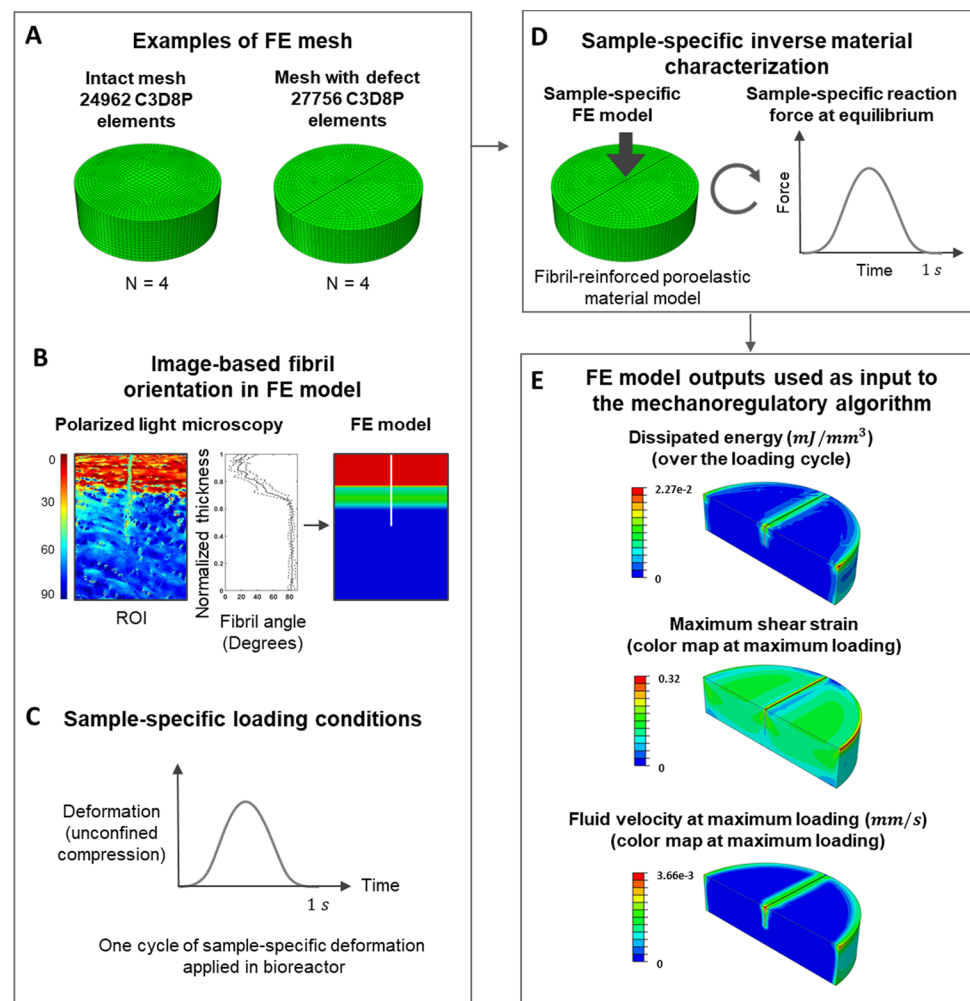 A
Examples of FE mesh
Intact mesh
24962 C3D8P
elements
Mesh with defect
27756 C3D8P
elements
N = 4
N = 4
B
Image-based fibril
orientation in FE model
Polarized light microscopy
FE model
0
30
60
90
ROI
Normalized thickness
1
0.8
0.6
0.4
0.2
0
0
20
40
60
80
Fibril angle
(Degrees)
C
Sample-specific loading conditions
Deformation
(unconfined
compression)
Time
1 s
One cycle of sample-specific deformation
applied in bioreactor
D
Sample-specific inverse material
characterization
Sample-specific
FE model
Sample-specific reaction
force at equilibrium
Force
Time
1 s
Fibril-reinforced poroelastic
material model
E
FE model outputs used as input to
the mechanoregulatory algorithm
Dissipated energy (mJ/mm³)
(over the loading cycle)
2.27e-2
0
Maximum shear strain
(color map at maximum loading)
0.32
0
Fluid velocity at maximum loading (mm/s)
(color map at maximum loading)
3.66e-3
0